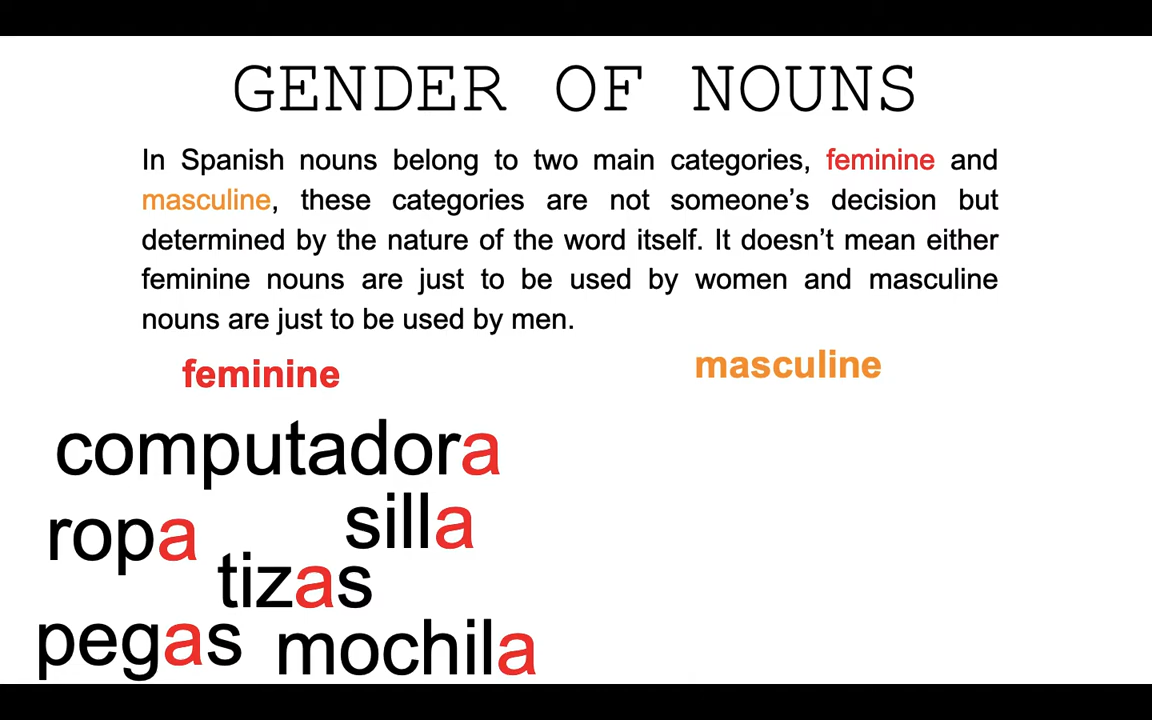 GENDER OF NOUNS
In Spanish nouns belong to two main categories, feminine and
masculine, these categories are not someone's decision but
determined by the nature of the word itself. It doesn't mean either
feminine nouns are just to be used by women and masculine
nouns are just to be used by men.
feminine
masculine
computadora
ropa
silla
tizas
pegas
mochila